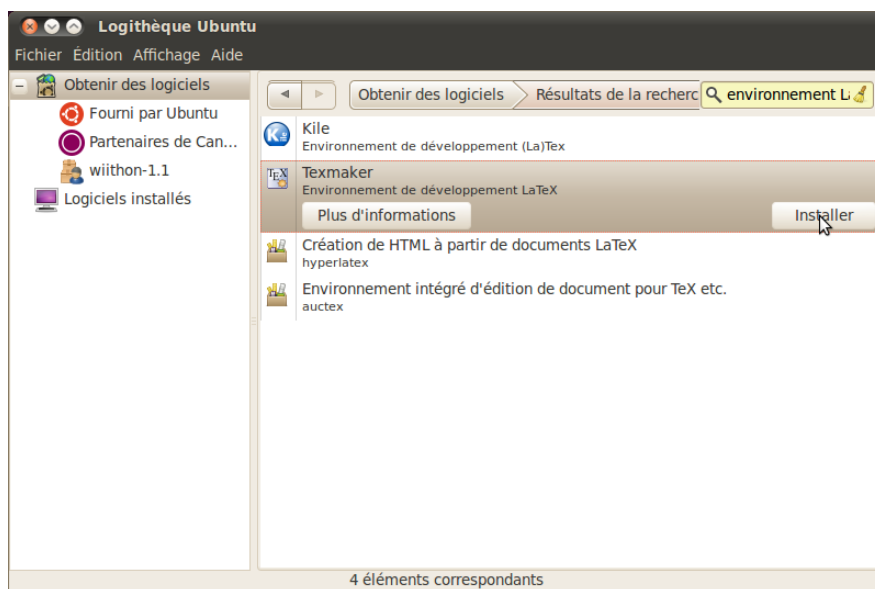 Logithèque Ubuntu
Fichier Édition Affichage Aide
Obtenir des logiciels
Fourni par Ubuntu
Partenaires de Can...
wiithon-1.1
Logiciels installés
Obtenir des logiciels Résultats de la recherc environnement La
Kile
Environnement de développement (La)Tex
TEX
Texmaker
Environnement de développement LaTeX
Plus d'informations Installer
Création de HTML à partir de documents LaTeX
hyperlatex
Environnement intégré d'édition de document pour TeX etc.
auctex
4 éléments correspondants